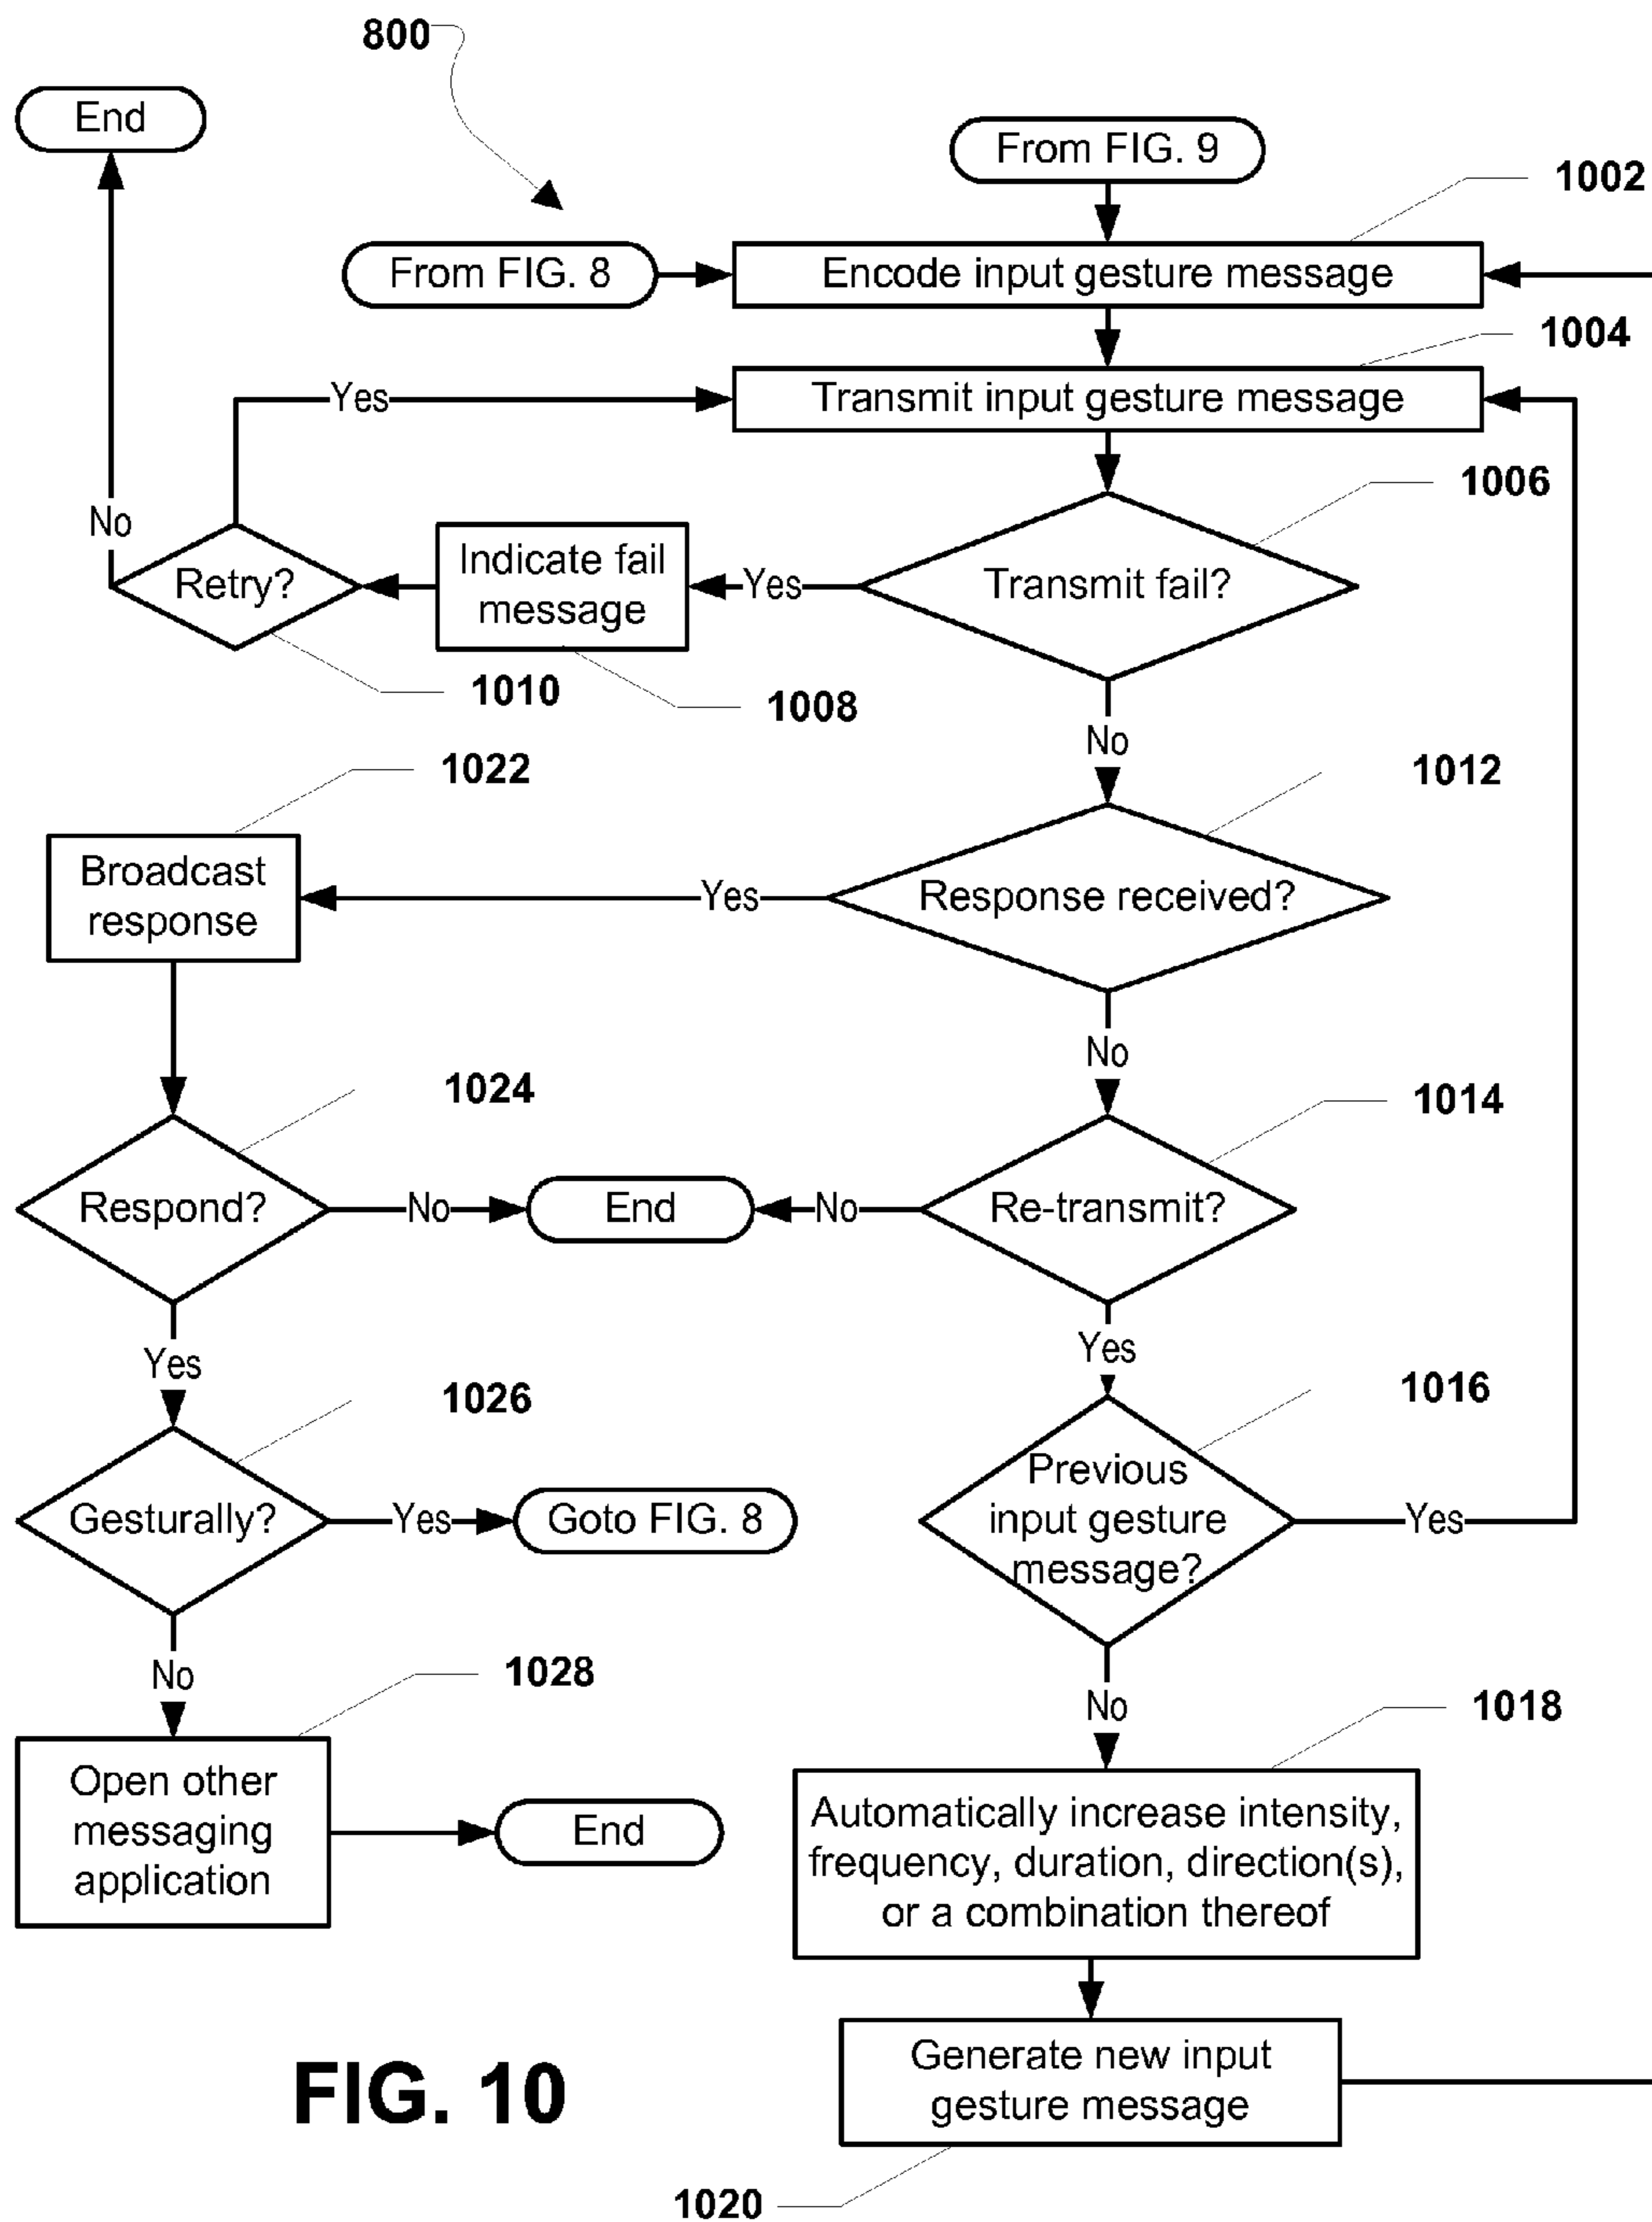 800
End
From FIG. 9
1002
From FIG. 8
Encode input gesture message
1004
Yes
Transmit input gesture message
1006
No
Retry?
Indicate fail
message
Yes
Transmit fail?
1010
1008
No
1022
1012
Broadcast
response
Yes
Response received?
No
1024
1014
Respond?
No
End
No
Re-transmit?
Yes
Yes
1026
1016
Gesturally?
Yes
Goto FIG. 8
Previous
input gesture
message?
Yes
No
1028
No
1018
Open other
messaging
application
End
Automatically increase intensity,
frequency, duration, direction(s),
or a combination thereof
Generate new input
gesture message
FIG. 10
1020